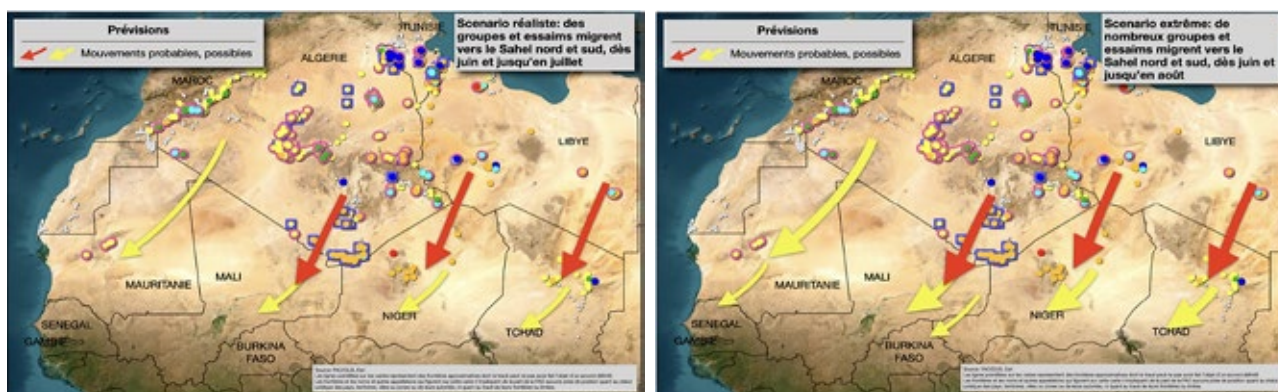 Prévisions
Mouvements probables, possibles
Scenario réaliste: des
groupes et essaims migrent
vers le Sahel nord et sud, dès
juin et jusqu'en juillet
TUNISIE
ALGERIE
MAROC
LIBYE
MAURITANIE
MALI
NIGER
TCHAD
SENEGAL
GAMBIE
BURKINA
FASO
Prévisions
Mouvements probables, possibles
Scenario extrême: de
nombreux groupes et
essaims migrent vers le
Sahel nord et sud, dès juin et
jusqu'en août
TUNISIE
ALGERIE
MAROC
LIBYE
MAURITANIE
MALI
NIGER
TCHAD
SENEGAL
GAMBIE
BURKINA
FASO